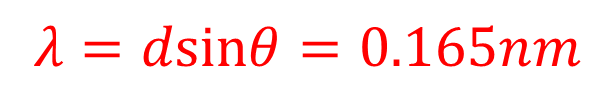 λ = dsinθ = 0.165nm